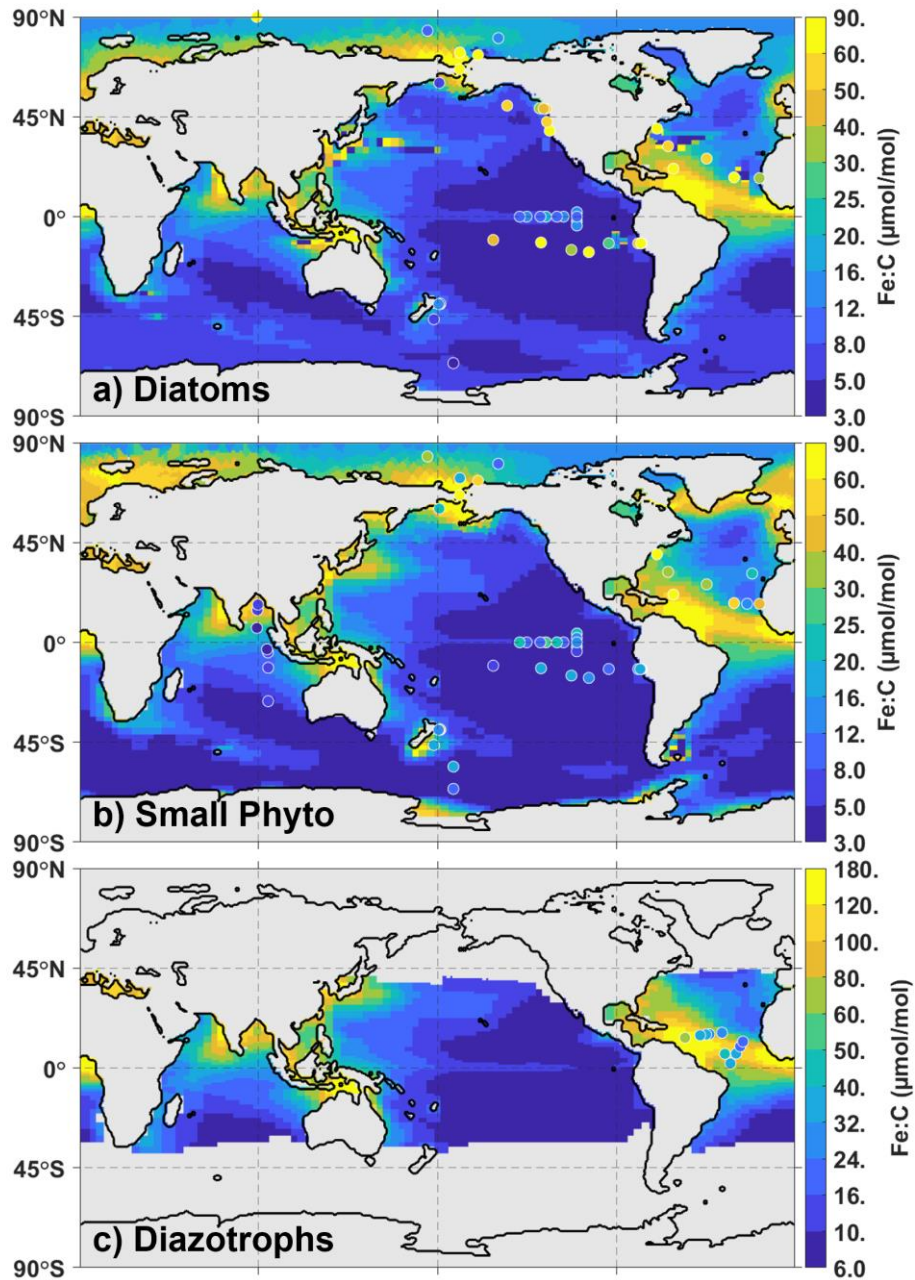 90°N
45°N
0°
45°S
90°S
a) Diatoms
90.
60.
50.
40.
30.
25.
20.
16.
12.
8.0
5.0
3.0
Fe:C (µmol/mol)
90°N
45°N
0°
45°S
90°S
b) Small Phyto
90.
60.
50.
40.
30.
25.
20.
16.
12.
8.0
5.0
3.0
Fe:C (µmol/mol)
90°N
45°N
0°
45°S
90°S
c) Diazotrophs
180.
120.
100.
80.
60.
50.
40.
32.
24.
16.
10.
6.0
Fe:C (µmol/mol)